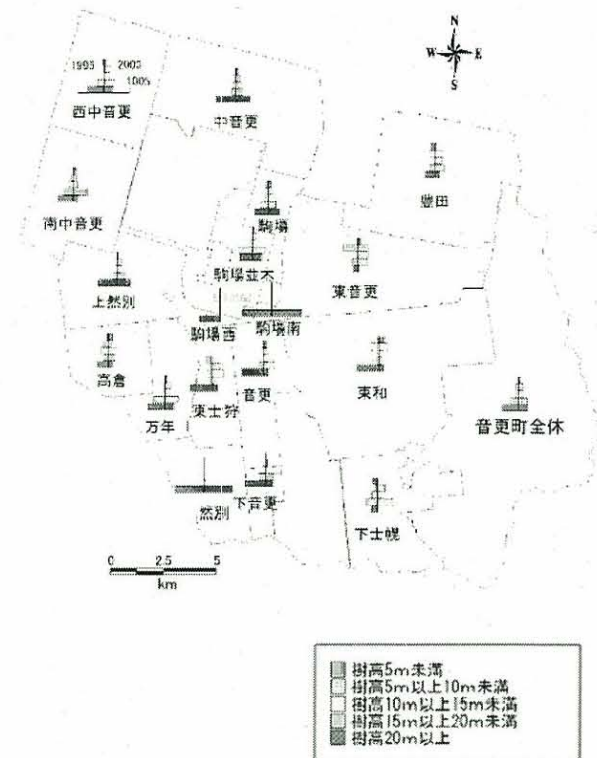 N
W E
S
1995 2003
1005
西中音更
中音更
豊田
南中音更
駒場
駒場並木
東音更
上然別
駒場西
駒場南
高倉
音更
東和
万年
東士狩
音更町全体
然別
下音更
下士幌
0 2.5 5
km
樹高5m未満
樹高5m以上10m未満
樹高10m以上15m未満
樹高15m以上20m未満
樹高20m以上